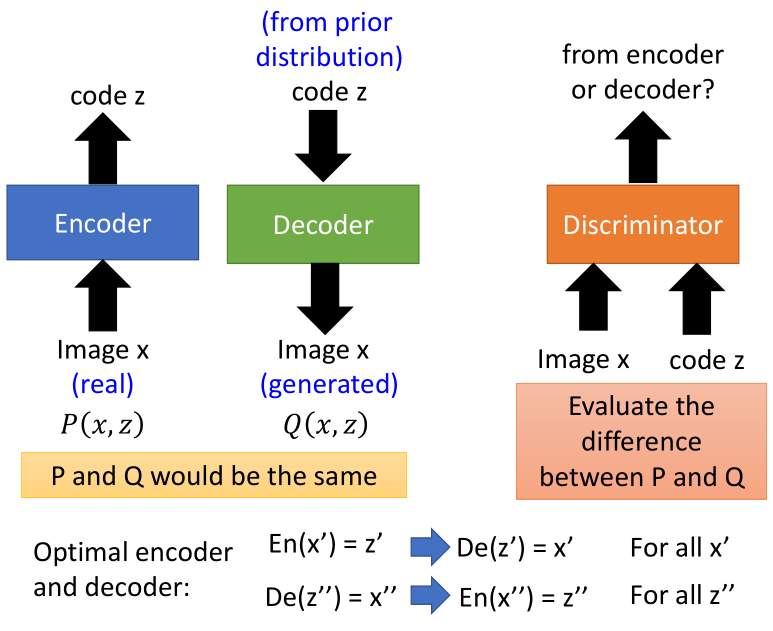 code z
Encoder
Image x
(real)
P(x, z)
(from prior
distribution)
code z
Decoder
Image x
(generated)
Q(x, z)
P and Q would be the same
from encoder
or decoder?
Discriminator
Image x
code z
Evaluate the
difference
between P and Q
Optimal encoder
and decoder:
En(x’) = z’ De(z’) = x’ For all x’
De(z’’) = x’’ En(x’’) = z’’ For all z’’